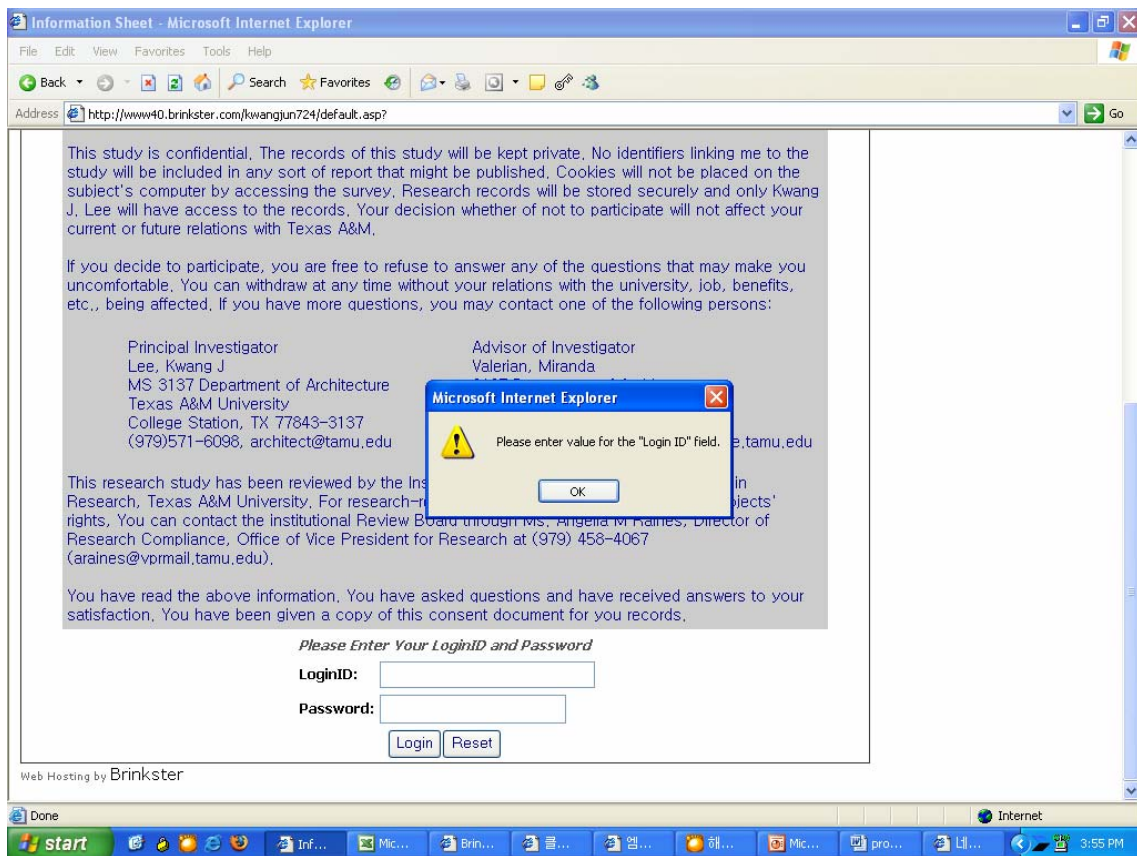 Information Sheet - Microsoft Internet Explorer
File Edit View Favorites Tools Help
Back Search Favorites
Address http://www40.brinkster.com/kwangjun724/default.asp? Go
This study is confidential. The records of this study will be kept private. No identifiers linking me to the
study will be included in any sort of report that might be published. Cookies will not be placed on the
subject's computer by accessing the survey. Research records will be stored securely and only Kwang
J. Lee will have access to the records. Your decision whether of not to participate will not affect your
current or future relations with Texas A&M.
If you decide to participate, you are free to refuse to answer any of the questions that may make you
uncomfortable. You can withdraw at any time without your relations with the university, job, benefits,
etc., being affected. If you have more questions, you may contact one of the following persons:
Principal Investigator
Lee, Kwang J
MS 3137 Department of Architecture
Texas A&M University
College Station, TX 77843-3137
(979)571-6098, architect@tamu.edu
Advisor of Investigator
Valerian, Miranda
e.tamu.edu
Microsoft Internet Explorer
Please enter value for the "Login ID" field.
OK
This research study has been reviewed by the Ins in
Research, Texas A&M University. For research-r jects'
rights, You can contact the institutional Review Board through Ms. Angelia M Raines, Director of
Research Compliance, Office of Vice President for Research at (979) 458-4067
(araines@vprmail.tamu.edu).
You have read the above information. You have asked questions and have received answers to your
satisfaction. You have been given a copy of this consent document for you records.
Please Enter Your LoginID and Password
LoginID:
Password:
Login Reset
Web Hosting by Brinkster
Done Internet
start Inf... Mic... Brin... 클... 엠... 해... Mic... pro... 네... 3:55 PM